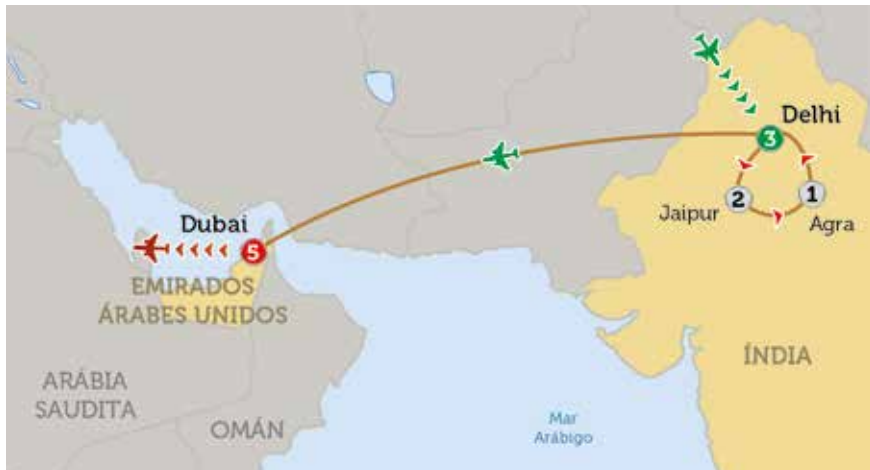 Delhi
3
Jaipur
2
1
Agra
Dubai
5
EMIRADOS
ÁRABES UNIDOS
ÍNDIA
ARÁBIA
SAUDITA
OMÁN
Mar
Arábigo